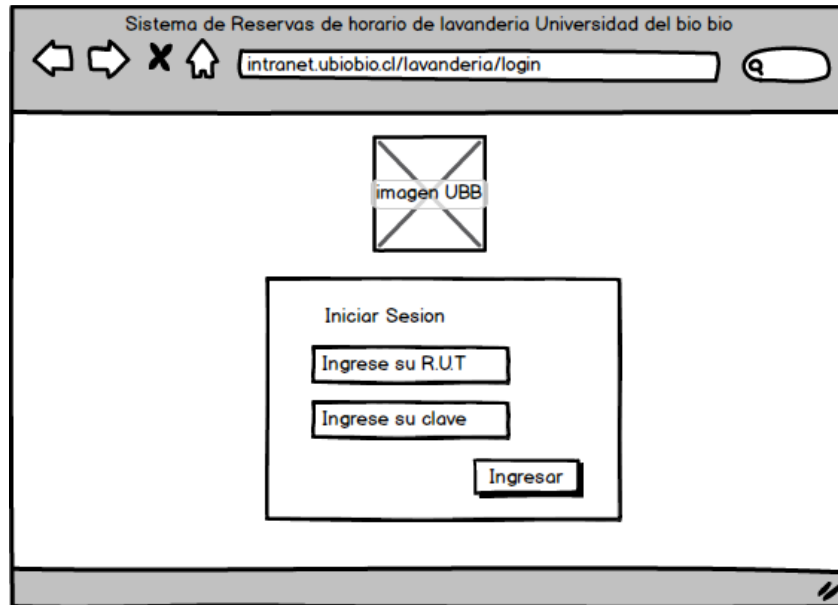 Sistema de Reservas de horario de lavanderia Universidad del bio bio
intranet.ubiobio.cl/lavanderia/login
imagen UBB
Iniciar Sesion
Ingrese su R.U.T
Ingrese su clave
Ingresar